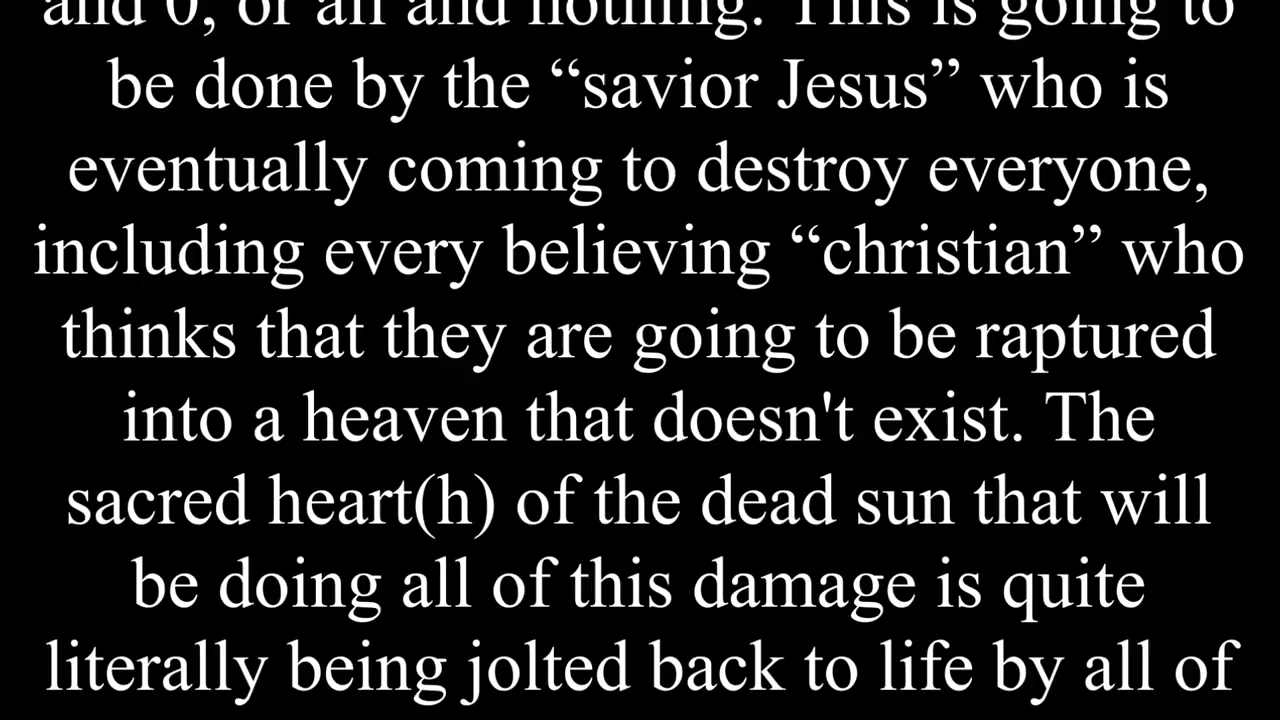 and 0, or all and nothing. This is going to
be done by the “savior Jesus” who is
eventually coming to destroy everyone,
including every believing “christian” who
thinks that they are going to be raptured
into a heaven that doesn't exist. The
sacred heart(h) of the dead sun that will
be doing all of this damage is quite
literally being jolted back to life by all of